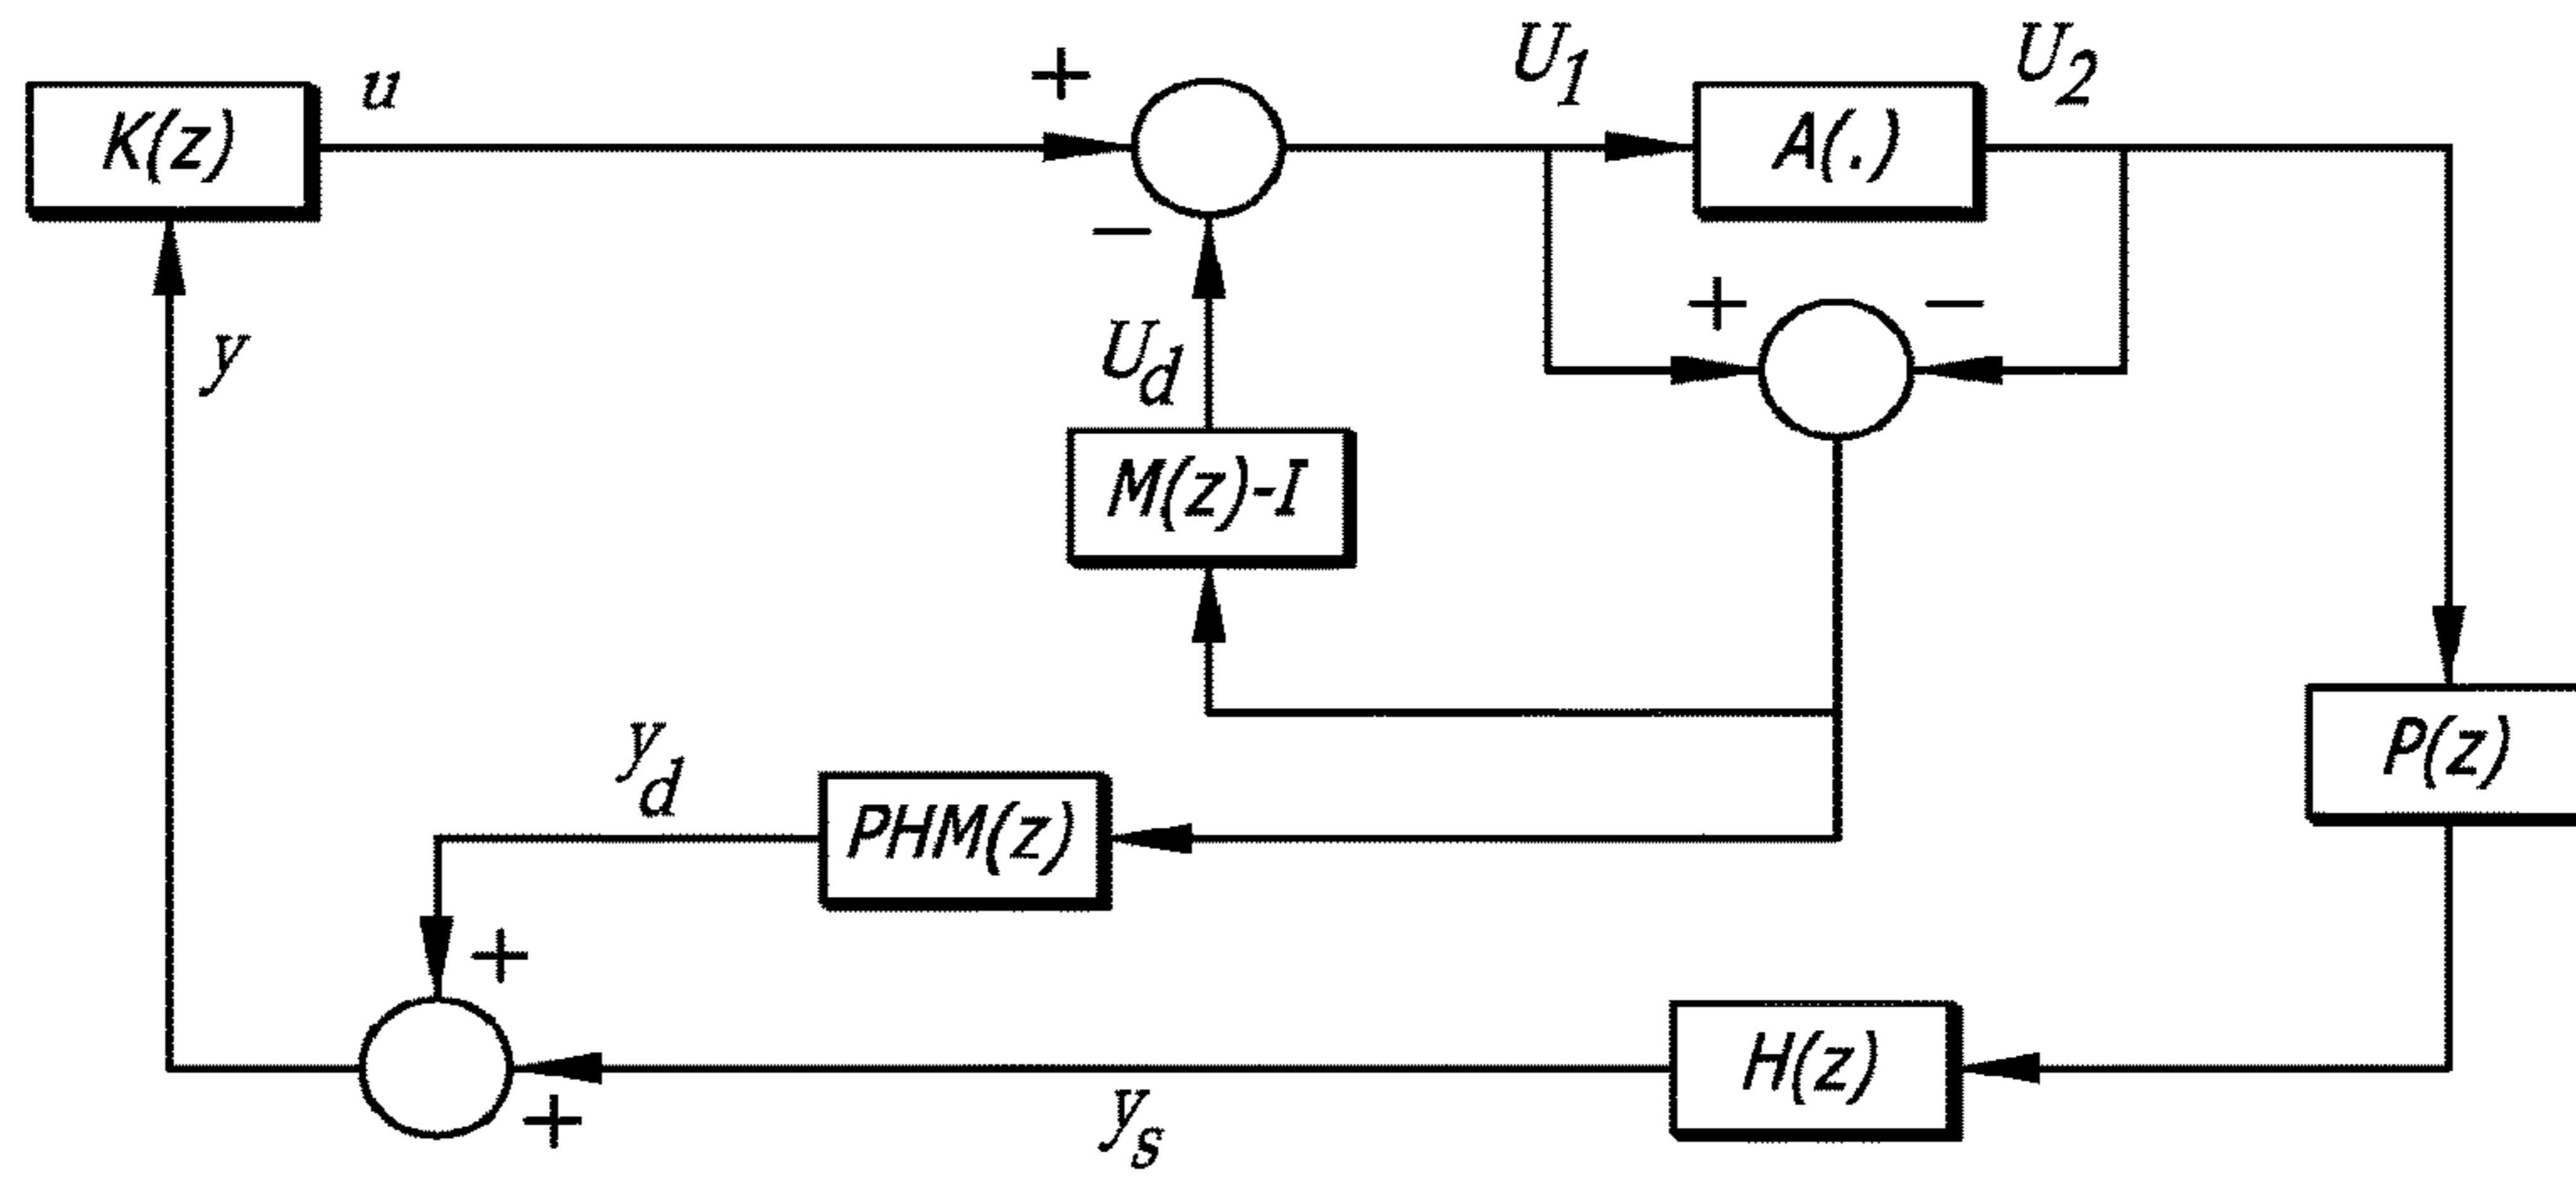 K(z)
u
+
−
U1
A(.)
U2
+
−
y
Ud
M(z)-I
P(z)
yd
PHM(z)
+
+
ys
H(z)